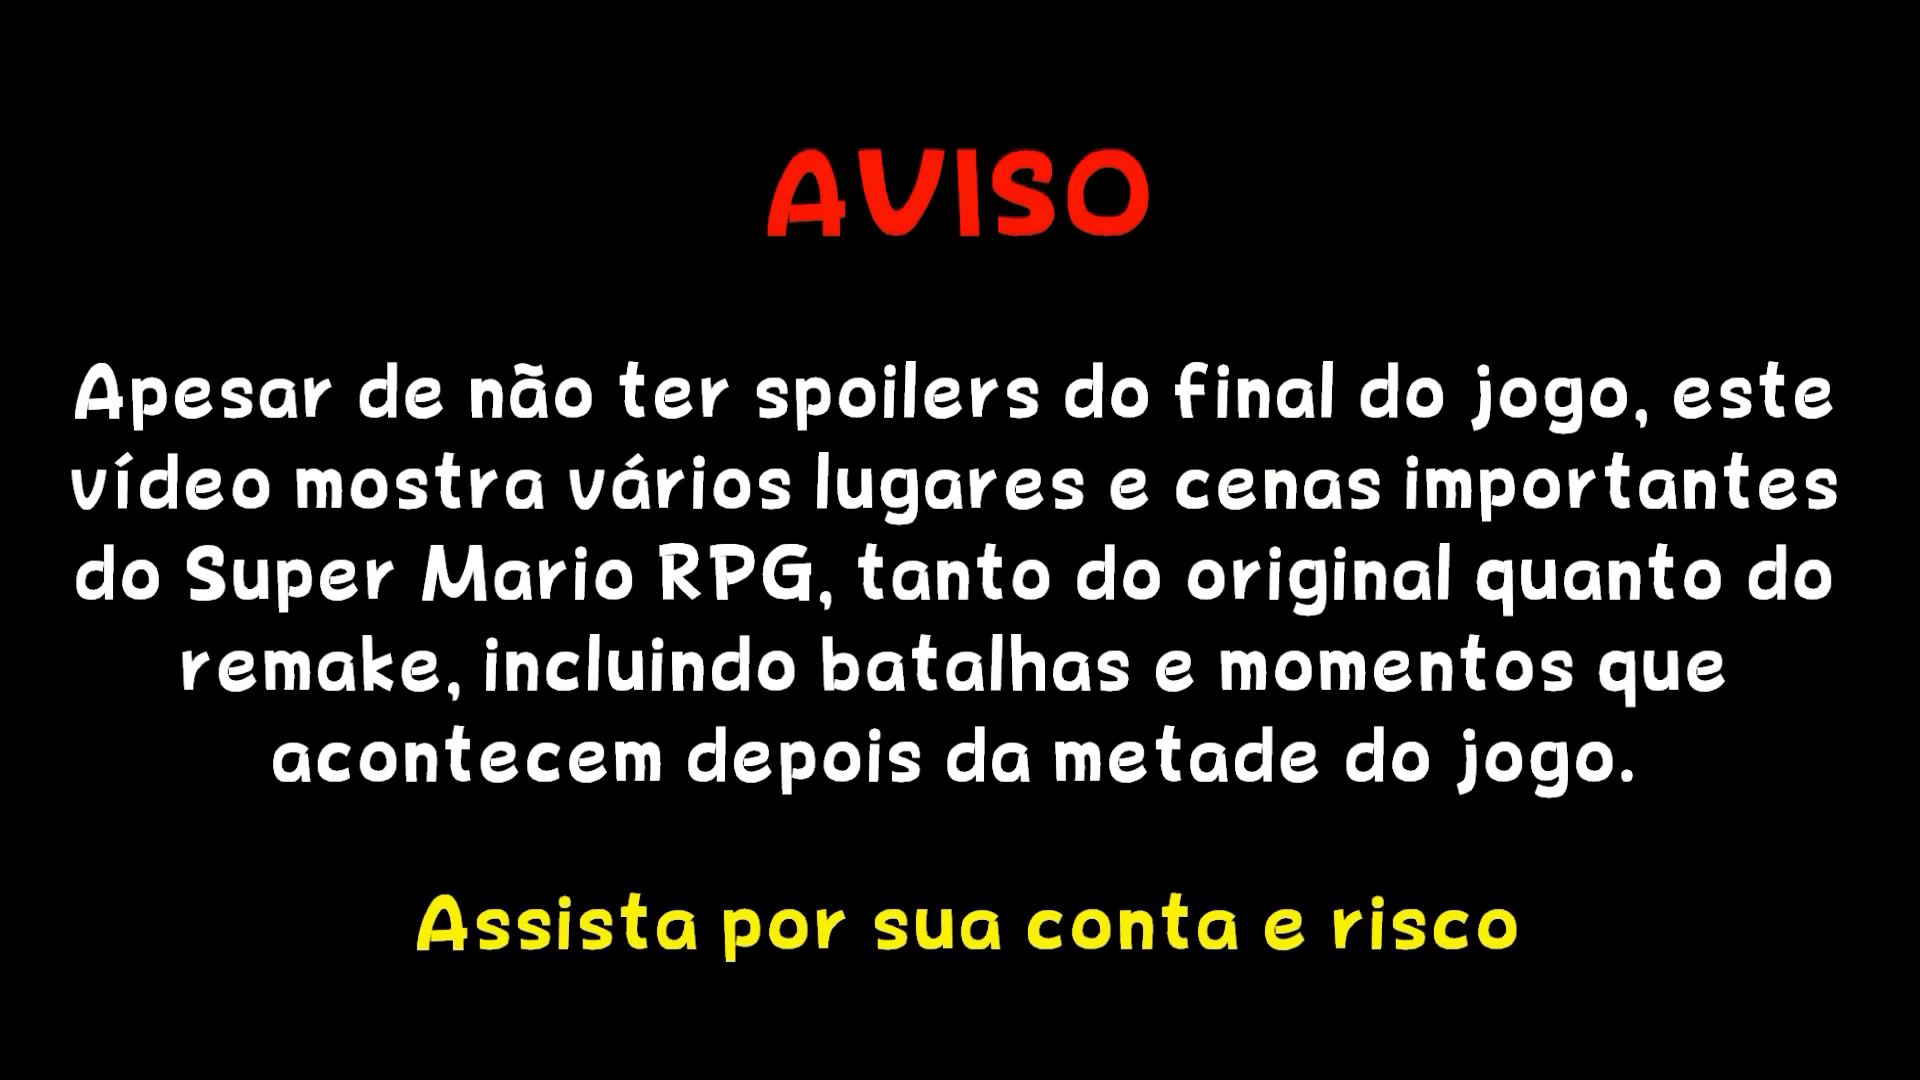 AVISO
Apesar de não ter spoilers do final do jogo, este
vídeo mostra vários lugares e cenas importantes
do Super Mario RPG, tanto do original quanto do
remake, incluindo batalhas e momentos que
acontecem depois da metade do jogo.
Assista por sua conta e risco